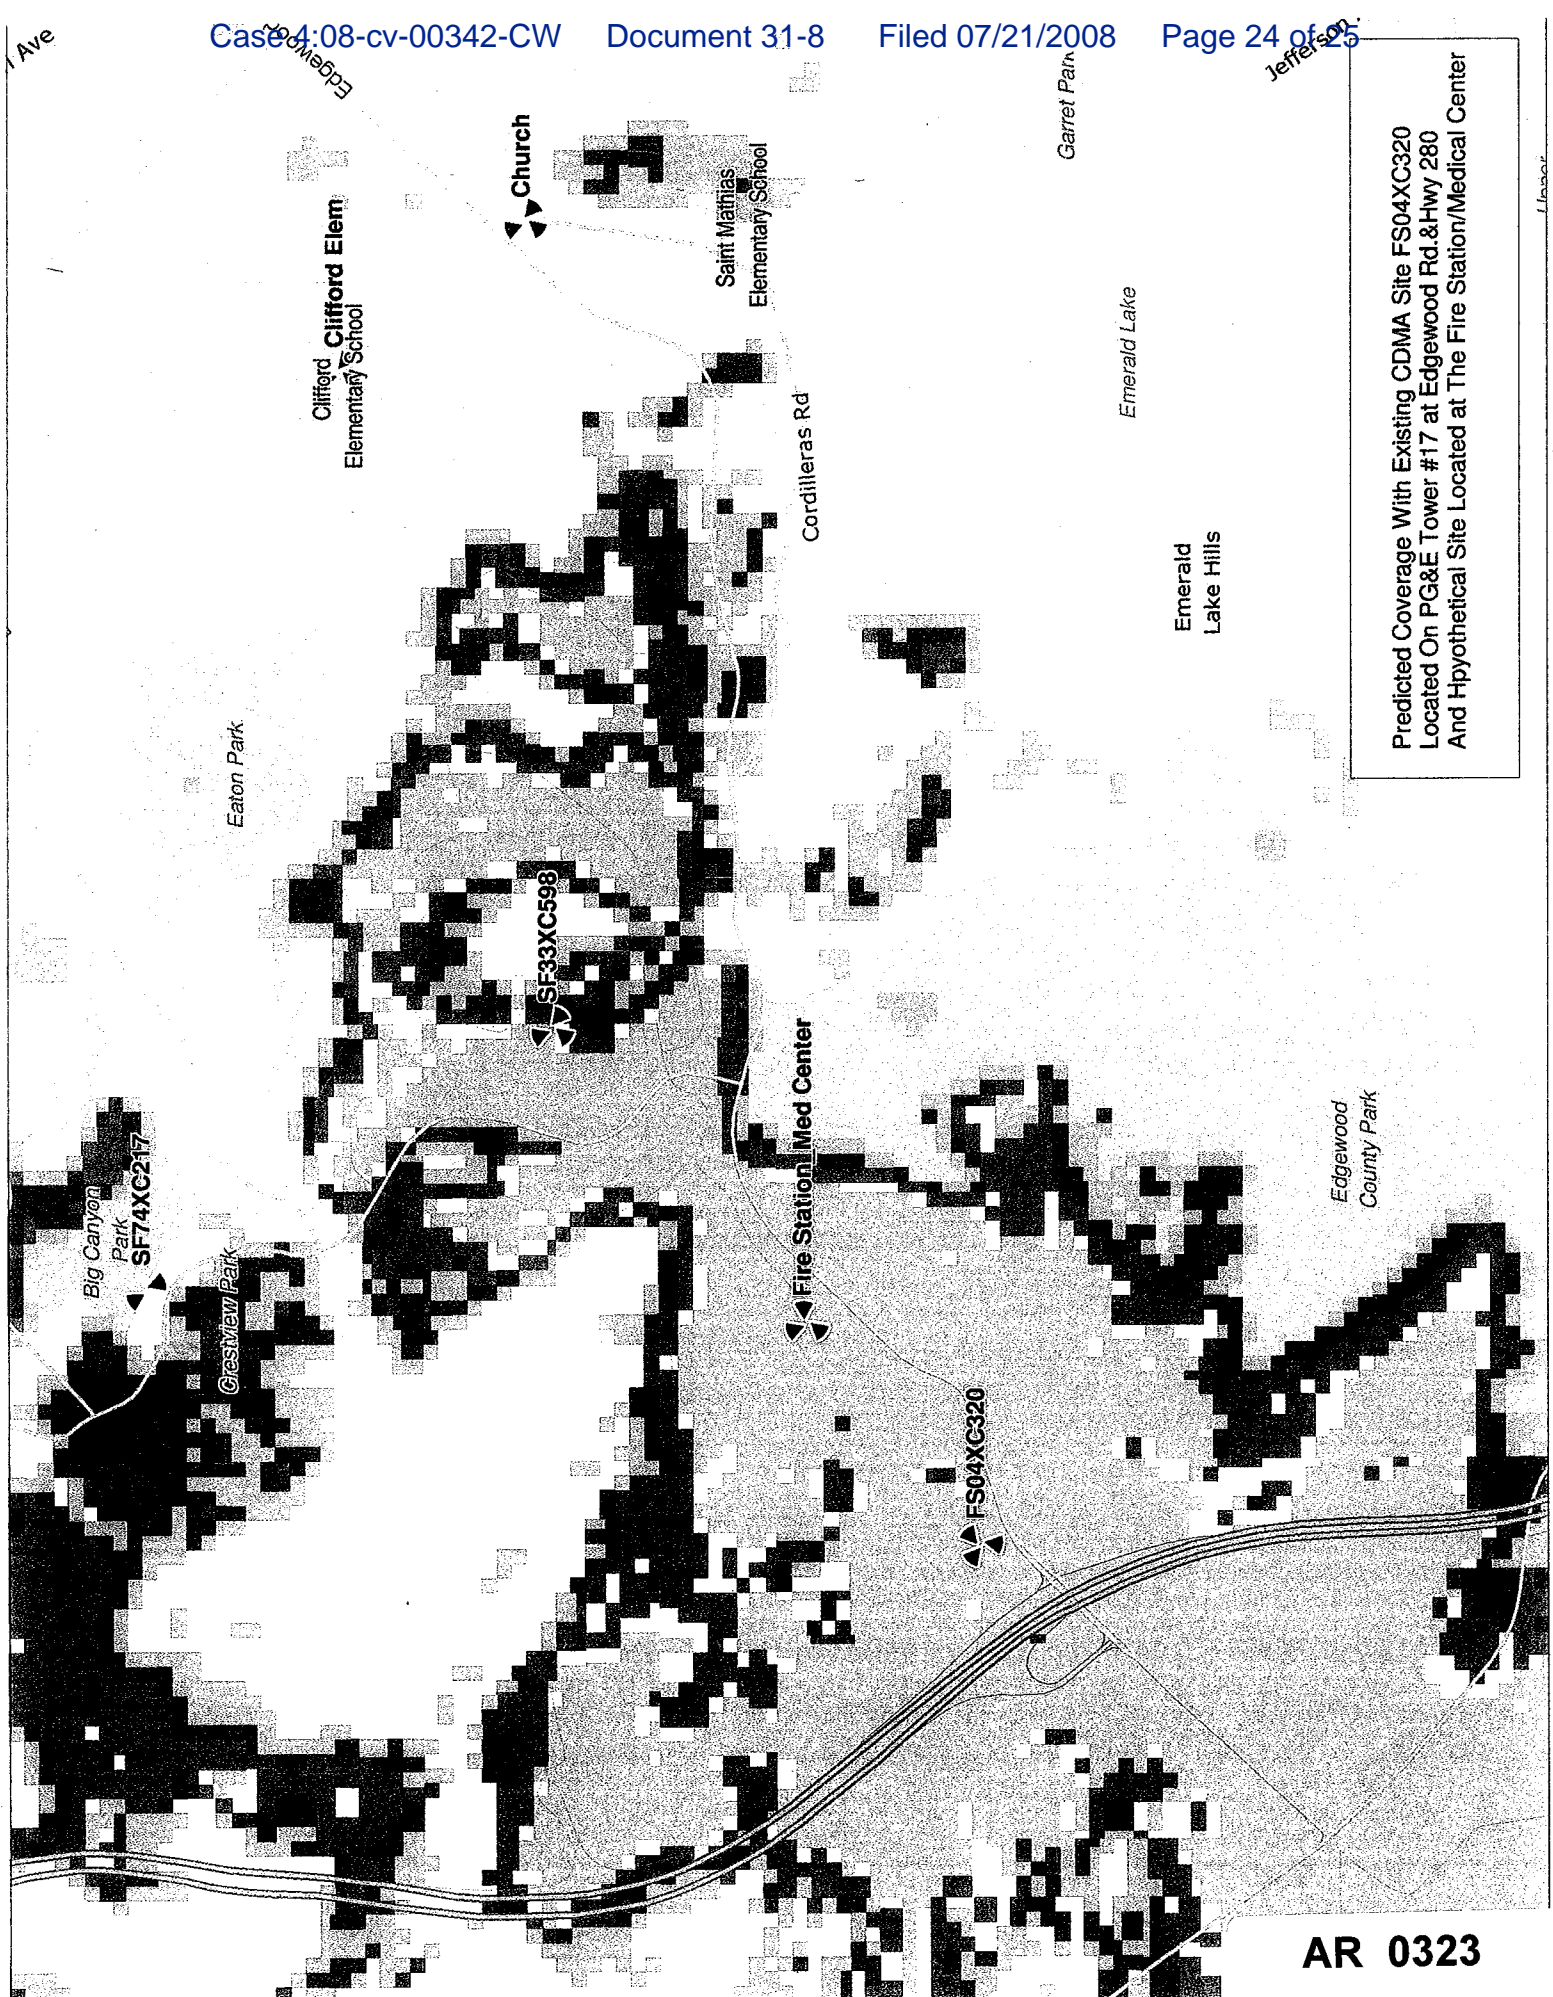 Case 4:08-cv-00342-CW Document 31-8 Filed 07/21/2008 Page 24 of 25
Ave
Edgewood
Jefferson
Church
Garret Park
Clifford Elem
Clifford
Elementary School
Saint Mathias
Elementary School
Emerald Lake
Cordilleras Rd
Emerald
Lake Hills
Predicted Coverage With Existing CDMA Site FS04XC320
Located On PG&E Tower #17 at Edgewood Rd.&Hwy 280
And Hpyothetical Site Located at The Fire Station/Medical Center
Upper
Eaton Park
SF33XC598
Fire Station_Med Center
Big Canyon
Park
SF74XC217
Crestview Park
Edgewood
County Park
FS04XC320
AR 0323